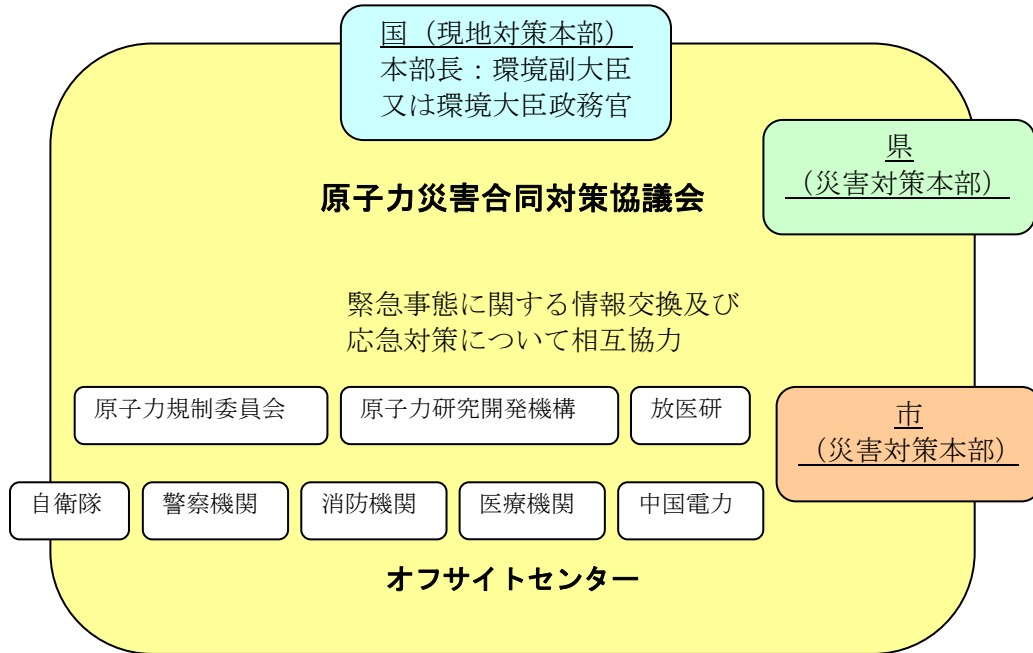 国（現地対策本部）
本部長：環境副大臣
又は環境大臣政務官
県
（災害対策本部）
原子力災害合同対策協議会
緊急事態に関する情報交換及び
応急対策について相互協力
原子力規制委員会
原子力研究開発機構
放医研
市
（災害対策本部）
自衛隊
警察機関
消防機関
医療機関
中国電力
オフサイトセンター